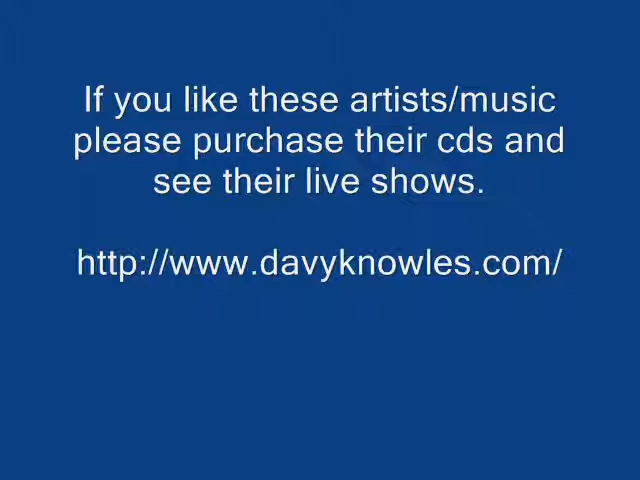 If you like these artists/music
please purchase their cds and
see their live shows.
http://www.davyknowles.com/